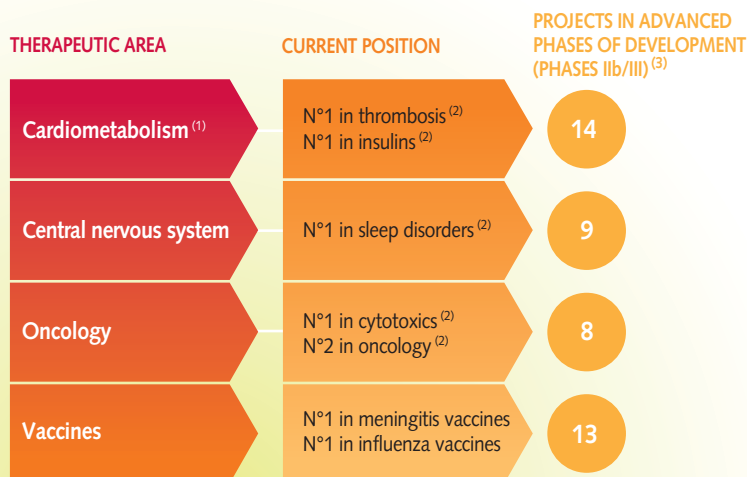 THERAPEUTIC AREA
CURRENT POSITION
PROJECTS IN ADVANCED
PHASES OF DEVELOPMENT
(PHASES IIb/III) (3)
Cardiometabolism (1)
N°1 in thrombosis (2)
N°1 in insulins (2)
14
Central nervous system
N°1 in sleep disorders (2)
9
Oncology
N°1 in cytotoxics (2)
N°2 in oncology (2)
8
Vaccines
N°1 in meningitis vaccines
N°1 in influenza vaccines
13